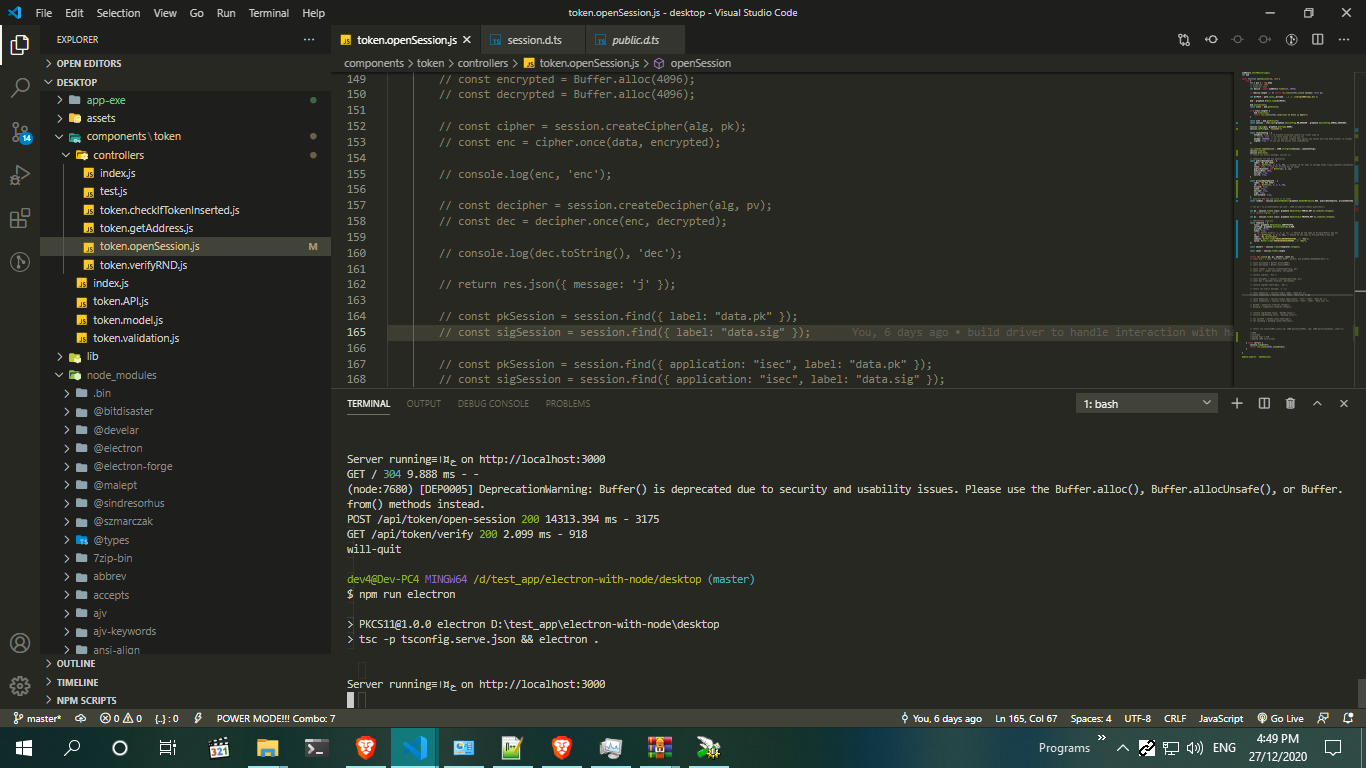 File Edit Selection View Go Run Terminal Help
token.openSession.js - desktop - Visual Studio Code
EXPLORER
OPEN EDITORS
DESKTOP
app-exe
assets
components \ token
controllers
index.js
test.js
token.checkIfTokenInserted.js
token.getAddress.js
token.openSession.js M
token.verifyRND.js
index.js
token.API.js
token.model.js
token.validation.js
lib
node_modules
.bin
@bitdisaster
@develar
@electron
@electron-forge
@malept
@sindresorhus
@szmarczak
@types
7zip-bin
abbrev
accepts
ajv
ajv-keywords
ansi-align
OUTLINE
TIMELINE
NPM SCRIPTS
14
token.openSession.js session.d.ts public.d.ts
components > token > controllers > token.openSession.js > openSession
149 // const encrypted = Buffer.alloc(4096);
150 // const decrypted = Buffer.alloc(4096);
151
152 // const cipher = session.createCipher(alg, pk);
153 // const enc = cipher.once(data, encrypted);
154
155 // console.log(enc, 'enc');
156
157 // const decipher = session.createDecipher(alg, pv);
158 // const dec = decipher.once(enc, decrypted);
159
160 // console.log(dec.toString(), 'dec');
161
162 // return res.json({ message: 'j' });
163
164 // const pkSession = session.find({ label: "data.pk" });
165 // const sigSession = session.find({ label: "data.sig" }); You, 6 days ago • build driver to handle interaction with ha
166
167 // const pkSession = session.find({ application: "isec", label: "data.pk" });
168 // const sigSession = session.find({ application: "isec", label: "data.sig" });
TERMINAL OUTPUT DEBUG CONSOLE PROBLEMS
1: bash
Server running on http://localhost:3000
GET / 304 9.888 ms - -
(node:7680) [DEP0005] DeprecationWarning: Buffer() is deprecated due to security and usability issues. Please use the Buffer.alloc(), Buffer.allocUnsafe(), or Buffer.
from() methods instead.
POST /api/token/open-session 200 14313.394 ms - 3175
GET /api/token/verify 200 2.099 ms - 918
will-quit
dev4@Dev-PC4 MINGW64 /d/test_app/electron-with-node/desktop (master)
$ npm run electron
> PKCS11@1.0.0 electron D:\test_app\electron-with-node\desktop
> tsc -p tsconfig.serve.json && electron .
Server running on http://localhost:3000
master* 0 0 {..} : 0 POWER MODE!!! Combo: 7
You, 6 days ago Ln 165, Col 67 Spaces: 4 UTF-8 CRLF JavaScript Go Live
321
Programs
ENG
4:49 PM
27/12/2020